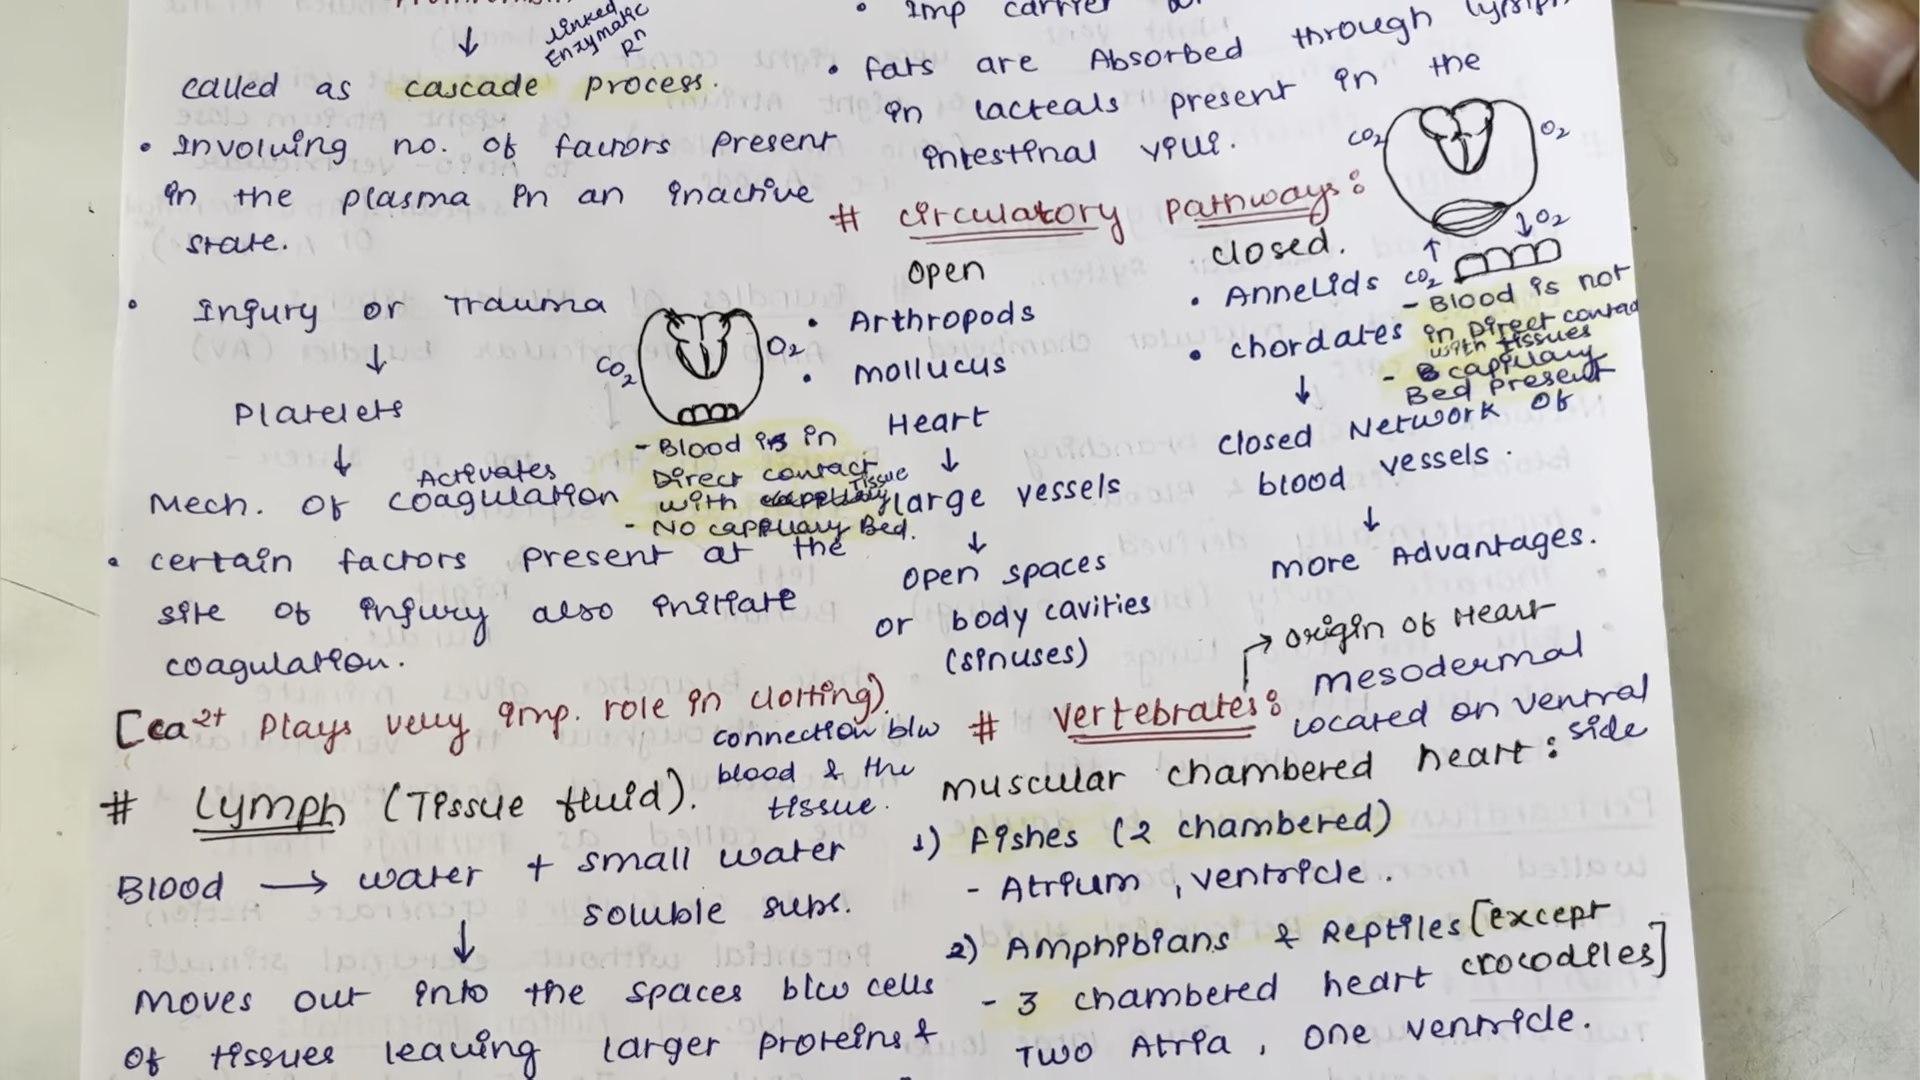 linked
Enzymatic
Rn
called as cascade process.
• Involving no. of factors present
in the plasma in an inactive
state.
• Injury or Trauma
↓
Platelets
↓ Activates
Mech. of coagulation
• certain factors present at the
site of injury also initiate
coagulation.
[Ca2+ plays very imp. role in clotting).
# Lymph (Tissue fluid).
connection b/w
blood & the
tissue.
Blood → water + small water
soluble subs.
↓
moves out into the spaces b/w cells
of tissues leaving larger proteins &
• Imp carrier
• fats are Absorbed through lymph
in lacteals present in the
intestinal villi.
# circulatory pathways:
open
CO2
O2
• Arthropods
• mollucus
- Blood is in
Direct contact
with Tissue
- No capillary Bed.
Heart
↓
large vessels
↓
open spaces
or body cavities
(sinuses)
closed.
CO2
O2
↓O2
↑
CO2
• Annelids
• chordates
- Blood is not
in Direct contact
with tissues
- capillary
Bed present
↓
closed Network of
blood vessels.
↓
more Advantages.
# vertebrates:
→ origin of Heart
mesodermal
located on ventral
side
muscular chambered heart:
1) Fishes (2 chambered)
- Atrium, ventricle.
2) Amphibians & Reptiles [except
crocodiles]
- 3 chambered heart
Two Atria, one ventricle.